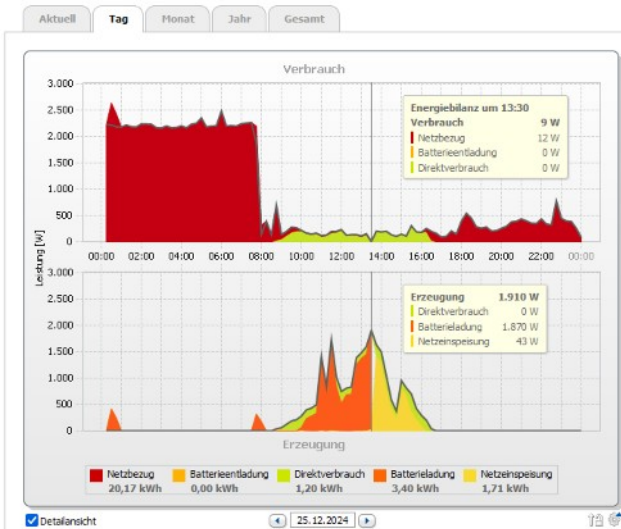 Aktuell Tag Monat Jahr Gesamt
Verbrauch
3.000
2.500
2.000
1.500
1.000
500
0
00:00 02:00 04:00 06:00 08:00 10:00 12:00 14:00 16:00 18:00 20:00 22:00 00:00
Energiebilanz um 13:30
Verbrauch 9 W
Netzbezug 12 W
Batterieentladung 0 W
Direktverbrauch 0 W
Leistung [W]
3.000
2.500
2.000
1.500
1.000
500
0
Erzeugung 1.910 W
Direktverbrauch 0 W
Batterieladung 1.870 W
Netzeinspeisung 43 W
Erzeugung
Netzbezug Batterieentladung Direktverbrauch Batterieladung Netzeinspeisung
20,17 kWh 0,00 kWh 1,20 kWh 3,40 kWh 1,71 kWh
Detailansicht 25.12.2024